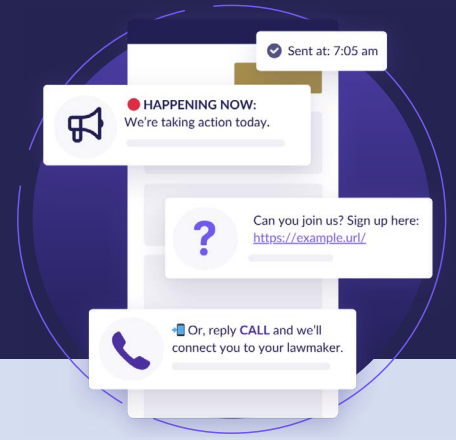 Sent at: 7:05 am
🔴 HAPPENING NOW:
We're taking action today.
?
Can you join us? Sign up here:
https://example.url/
📲 Or, reply CALL and we'll
connect you to your lawmaker.